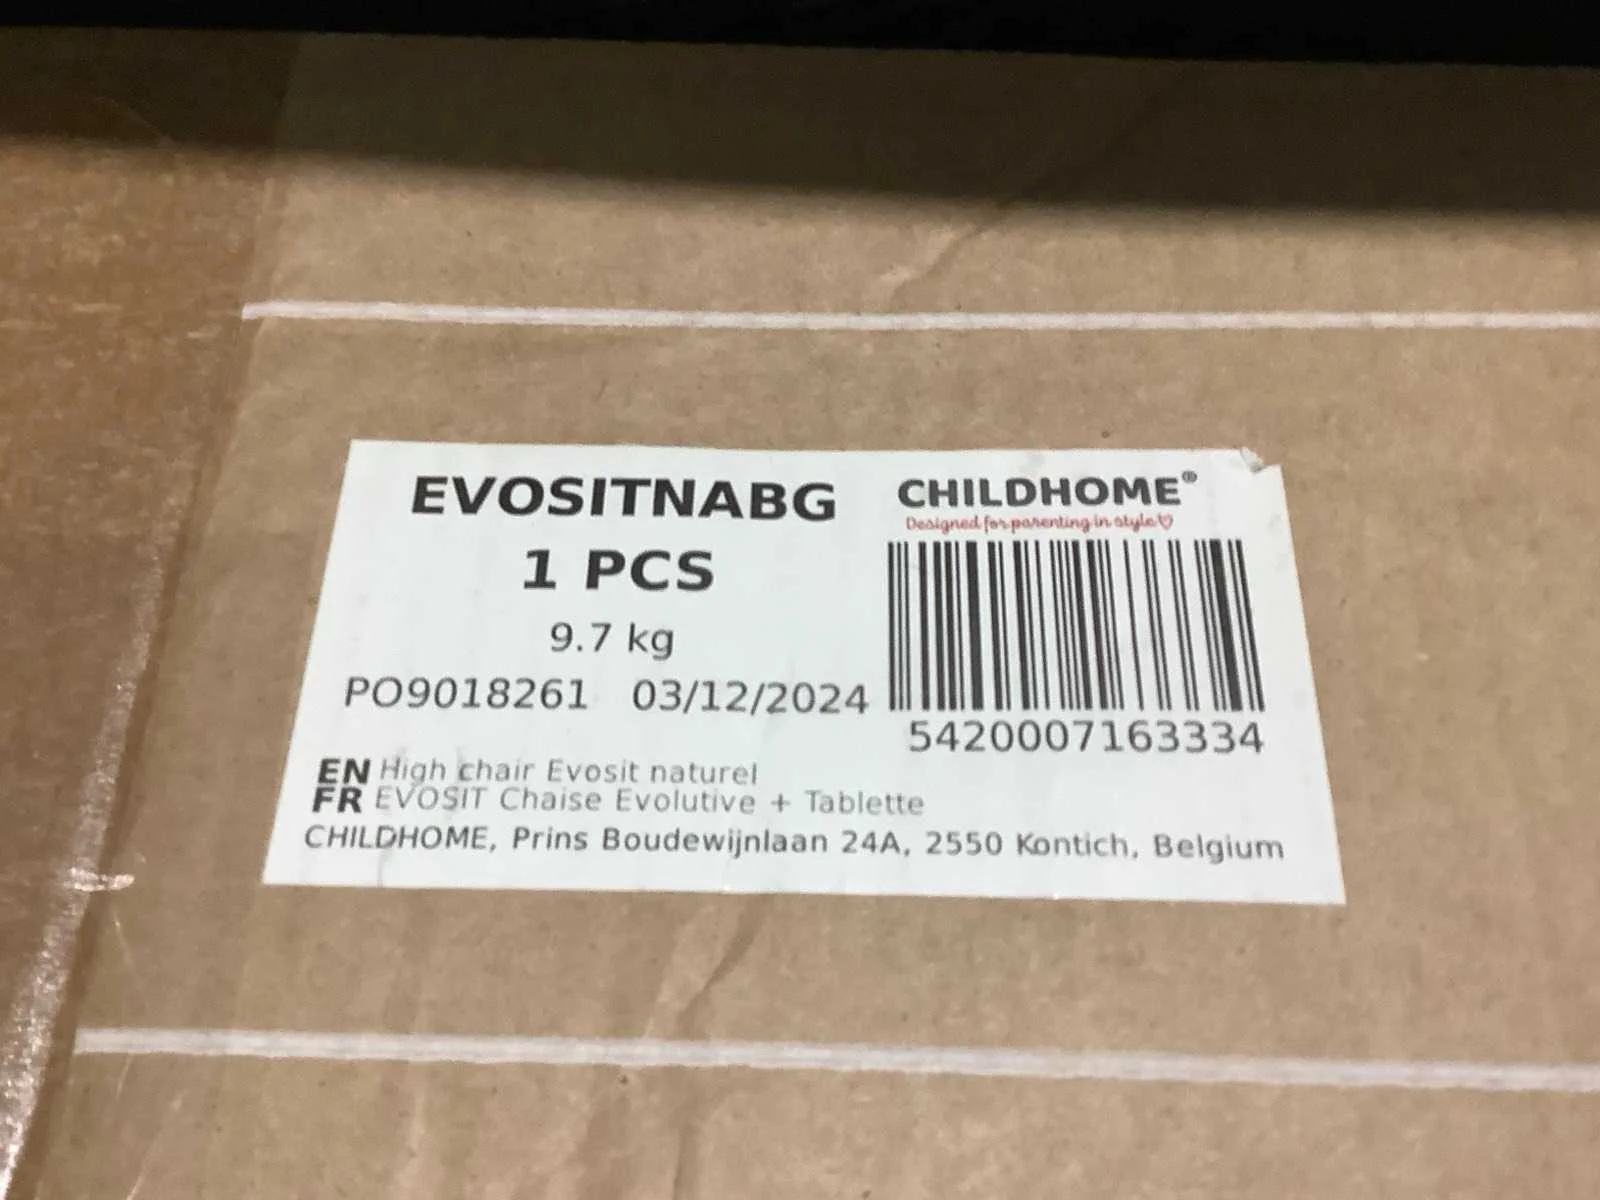 EVOSITNABG
1 PCS
9.7 kg
PO9018261 03/12/2024
CHILDHOME®
Designed for parenting in style
5420007163334
EN High chair Evosit naturel
FR EVOSIT Chaise Evolutive + Tablette
CHILDHOME, Prins Boudewijnlaan 24A, 2550 Kontich, Belgium